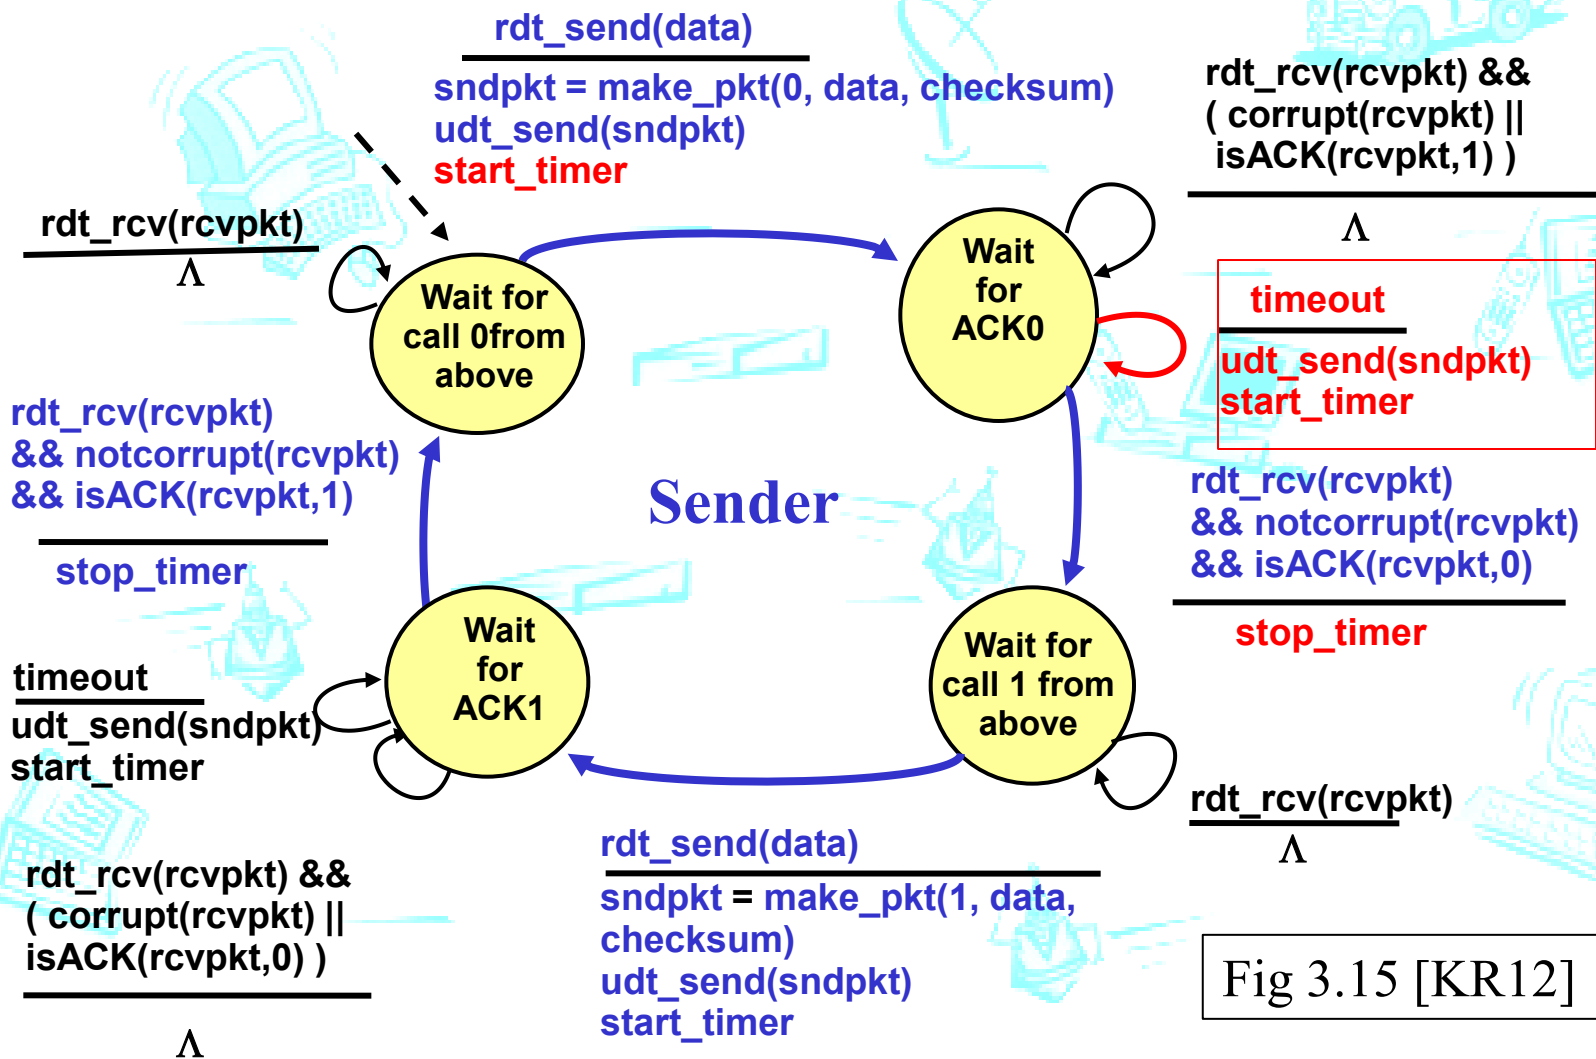 rdt_send(data)
sndpkt = make_pkt(0, data, checksum)
udt_send(sndpkt)
start_timer
rdt_rcv(rcvpkt) &&
( corrupt(rcvpkt) ||
isACK(rcvpkt,1) )
Λ
rdt_rcv(rcvpkt)
Λ
Wait for
call 0from
above
Wait
for
ACK0
timeout
udt_send(sndpkt)
start_timer
rdt_rcv(rcvpkt)
&& notcorrupt(rcvpkt)
&& isACK(rcvpkt,1)
stop_timer
Sender
rdt_rcv(rcvpkt)
&& notcorrupt(rcvpkt)
&& isACK(rcvpkt,0)
stop_timer
Wait
for
ACK1
Wait for
call 1 from
above
timeout
udt_send(sndpkt)
start_timer
rdt_rcv(rcvpkt)
Λ
rdt_rcv(rcvpkt) &&
( corrupt(rcvpkt) ||
isACK(rcvpkt,0) )
Λ
rdt_send(data)
sndpkt = make_pkt(1, data,
checksum)
udt_send(sndpkt)
start_timer
Fig 3.15 [KR12]